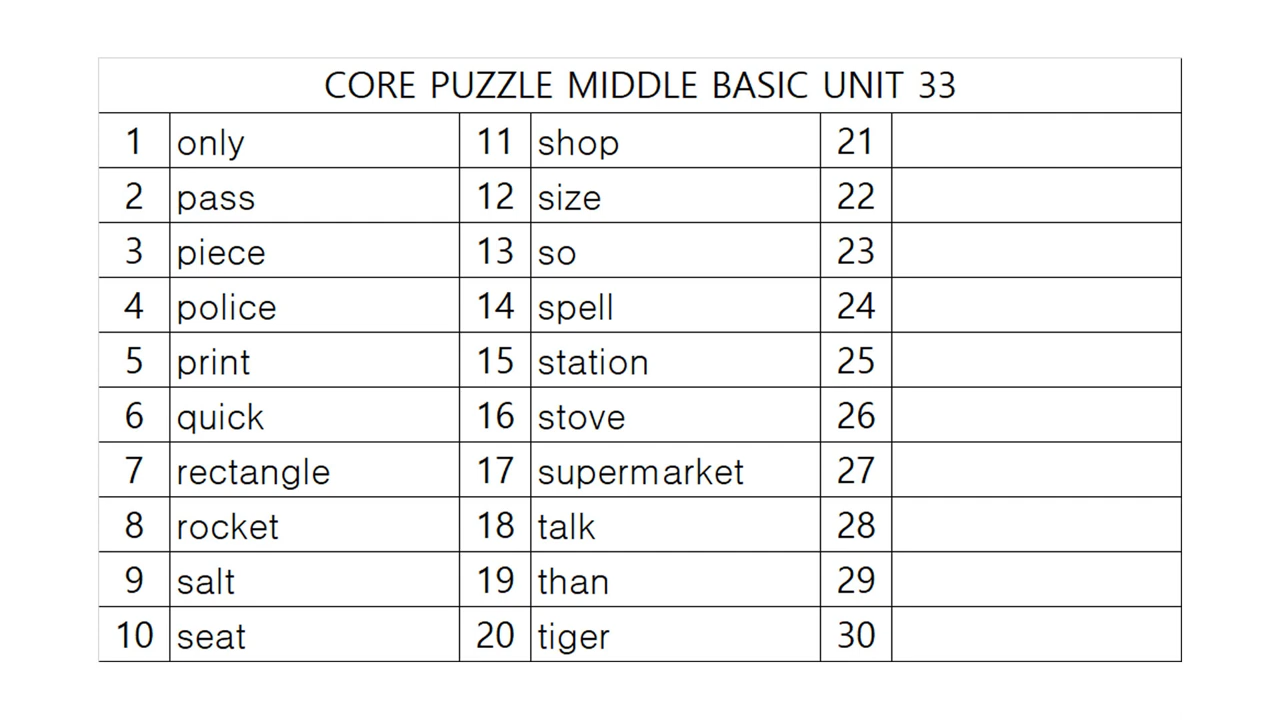 CORE PUZZLE MIDDLE BASIC UNIT 33
1 only 11 shop 21
2 pass 12 size 22
3 piece 13 so 23
4 police 14 spell 24
5 print 15 station 25
6 quick 16 stove 26
7 rectangle 17 supermarket 27
8 rocket 18 talk 28
9 salt 19 than 29
10 seat 20 tiger 30